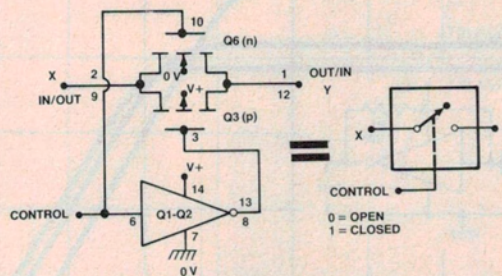 10
Q6 (n)
X
2
0 V
1
OUT/IN
IN/OUT
9
V+
12
Y
Q3 (p)
3
V+
14
13
CONTROL
6
Q1-Q2
8
7
0 V
X
CONTROL
0 = OPEN
1 = CLOSED